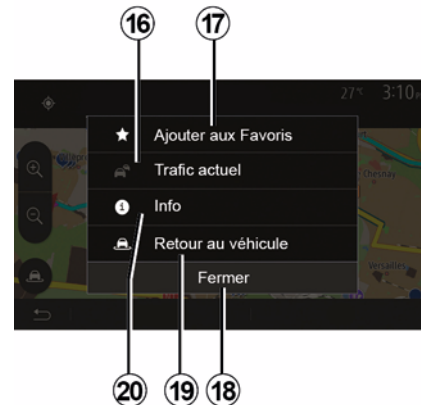 16 17
27 °C 3:10
Ajouter aux Favoris
Trafic actuel
Chesnay
Info
Retour au véhicule
Versailles
Fermer
20 19 18